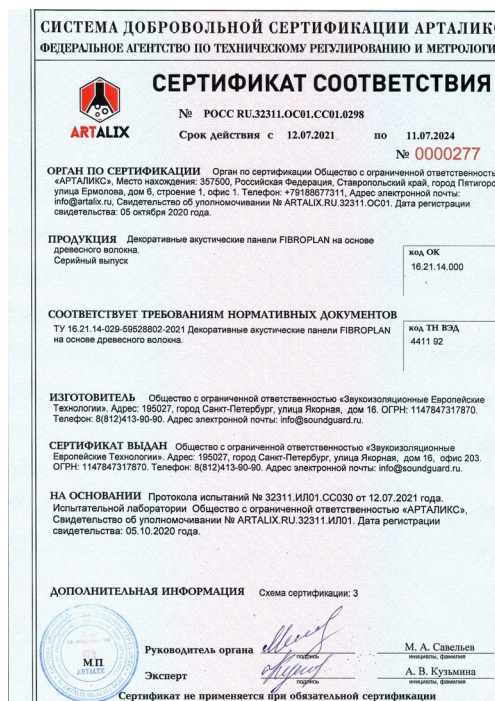 СИСТЕМА ДОБРОВОЛЬНОЙ СЕРТИФИКАЦИИ АРТАЛИК
ФЕДЕРАЛЬНОЕ АГЕНТСТВО ПО ТЕХНИЧЕСКОМУ РЕГУЛИРОВАНИЮ И МЕТРОЛОГИ
СЕРТИФИКАТ СООТВЕТСТВИЯ
№ РОСС RU.32311.ОС01.СС01.0298
ARTALIX
Срок действия с 12.07.2021 по 11.07.2024
№ 0000277
ОРГАН ПО СЕРТИФИКАЦИИ Орган по сертификации Общество с ограниченной ответственность
«АРТАЛИКС», Место нахождения: 357500, Российская Федерация, Ставропольский край, город Пятигор
улица Ермолова, дом 6, строение 1, офис 1. Телефон: +79188677311, Адрес электронной почты:
info@artalix.ru, Свидетельство об уполномочивании № ARTALIX.RU.32311.ОС01. Дата регистрации
свидетельства: 05 октября 2020 года.
ПРОДУКЦИЯ Декоративные акустические панели FIBROPLAN на основе
древесного волокна.
Серийный выпуск
код ОК
16.21.14.000
СООТВЕТСТВУЕТ ТРЕБОВАНИЯМ НОРМАТИВНЫХ ДОКУМЕНТОВ
ТУ 16.21.14-029-59528802-2021 Декоративные акустические панели FIBROPLAN
на основе древесного волокна.
код ТН ВЭД
4411 92
ИЗГОТОВИТЕЛЬ Общество с ограниченной ответственностью «Звукоизоляционные Европейские
Технологии». Адрес: 195027, город Санкт-Петербург, улица Якорная, дом 16. ОГРН: 1147847317870.
Телефон: 8(812)413-90-90. Адрес электронной почты: info@soundguard.ru.
СЕРТИФИКАТ ВЫДАН Общество с ограниченной ответственностью «Звукоизоляционные
Европейские Технологии». Адрес: 195027, город Санкт-Петербург, улица Якорная, дом 16, офис 203.
ОГРН: 1147847317870. Телефон: 8(812)413-90-90. Адрес электронной почты: info@soundguard.ru.
НА ОСНОВАНИИ Протокола испытаний № 32311.ИЛ01.СС030 от 12.07.2021 года.
Испытательной лаборатории Общество с ограниченной ответственностью «АРТАЛИКС»,
Свидетельство об уполномочивании № ARTALIX.RU.32311.ИЛ01. Дата регистрации
свидетельства: 05.10.2020 года.
ДОПОЛНИТЕЛЬНАЯ ИНФОРМАЦИЯ Схема сертификации: 3
М.П
ARTALIX
Руководитель органа
подпись
М. А. Савельев
инициалы, фамилия
Эксперт
подпись
А. В. Кузьмина
инициалы, фамилия
Сертификат не применяется при обязательной сертификации